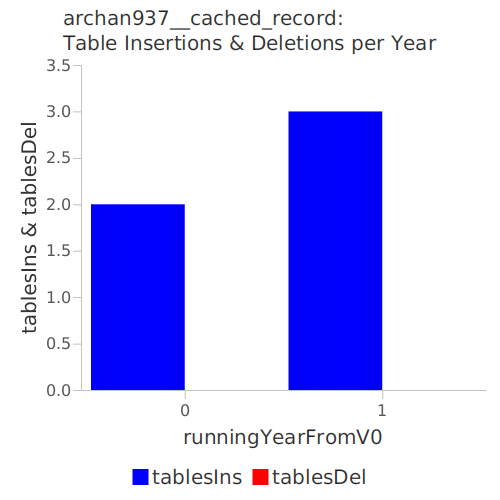 archan937__cached_record:
Table Insertions & Deletions per Year
3.5
3.0
2.5
2.0
1.5
1.0
0.5
0.0
tablesIns & tablesDel
0 1
runningYearFromV0
tablesIns tablesDel